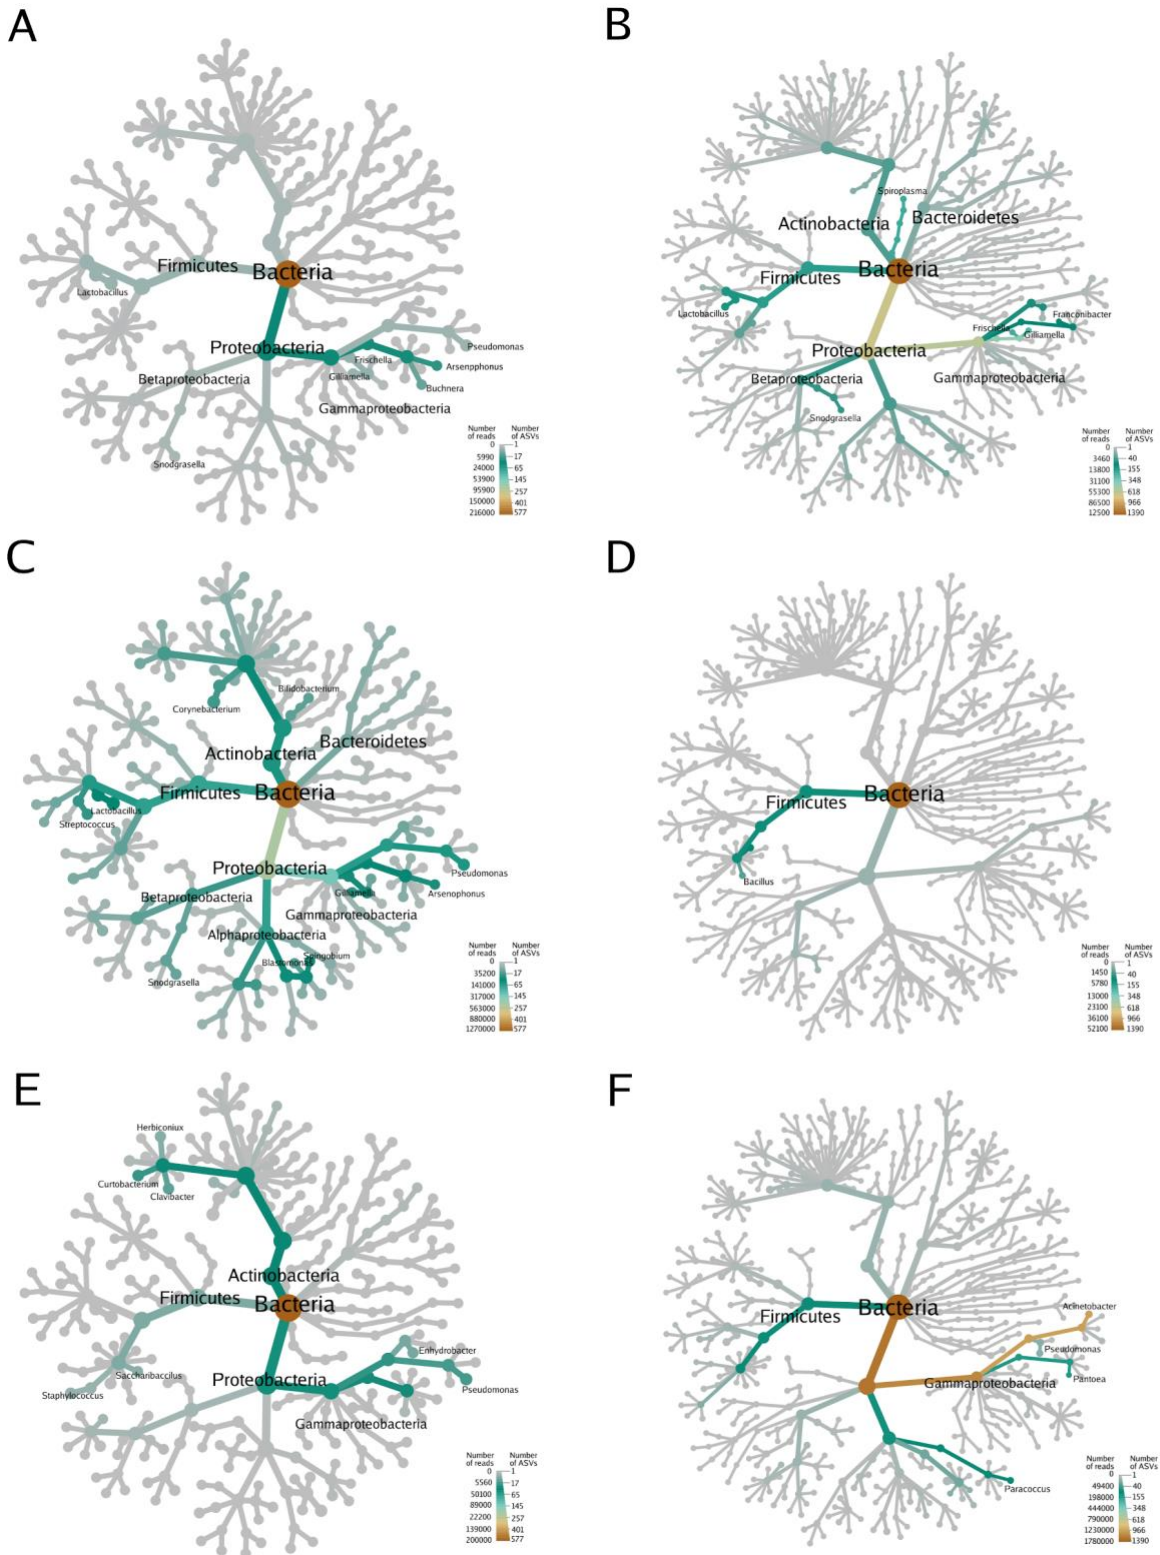 A
Firmicutes
Bacteria
Lactobacillus
Proteobacteria
Pseudomonas
Frischella
Arsenpphonus
Betaproteobacteria
Gilliamella
Buchnera
Gammaproteobacteria
Snodgrasella
Number Number
of reads of ASVs
0 1
5990 17
24000 65
53900 145
95900 257
150000 401
216000 577
B
Spiroplasma
Actinobacteria
Bacteroidetes
Bacteria
Firmicutes
Lactobacillus
Franconibacter
Frischella
Gilliamella
Proteobacteria
Betaproteobacteria
Gammaproteobacteria
Snodgrasella
Number Number
of reads of ASVs
0 1
3460 40
13800 155
31100 348
55300 618
86500 966
12500 1390
C
Bifidobacterium
Corynebacterium
Bacteroidetes
Actinobacteria
Firmicutes
Bacteria
Lactobacillus
Streptococcus
Proteobacteria
Pseudomonas
Gilliamella
Arsenophonus
Betaproteobacteria
Gammaproteobacteria
Alphaproteobacteria
Spingobium
Blastomonas
Snodgrasella
Number Number
of reads of ASVs
0 1
35200 17
141000 65
317000 145
563000 257
880000 401
1270000 577
D
Bacteria
Firmicutes
Bacillus
Number Number
of reads of ASVs
0 1
1450 40
5780 155
13000 348
23100 618
36100 966
52100 1390
E
Herbiconiux
Curtobacterium
Clavibacter
Actinobacteria
Firmicutes
Bacteria
Enhydrobacter
Saccharibaccilus
Proteobacteria
Pseudomonas
Staphylococcus
Gammaproteobacteria
Number Number
of reads of ASVs
0 1
5560 17
50100 65
89000 145
22200 257
139000 401
200000 577
F
Bacteria
Acinetobacter
Firmicutes
Pseudomonas
Pantoea
Gammaproteobacteria
Paracoccus
Number Number
of reads of ASVs
0 1
49400 40
198000 155
444000 348
790000 618
1230000 966
1780000 1390